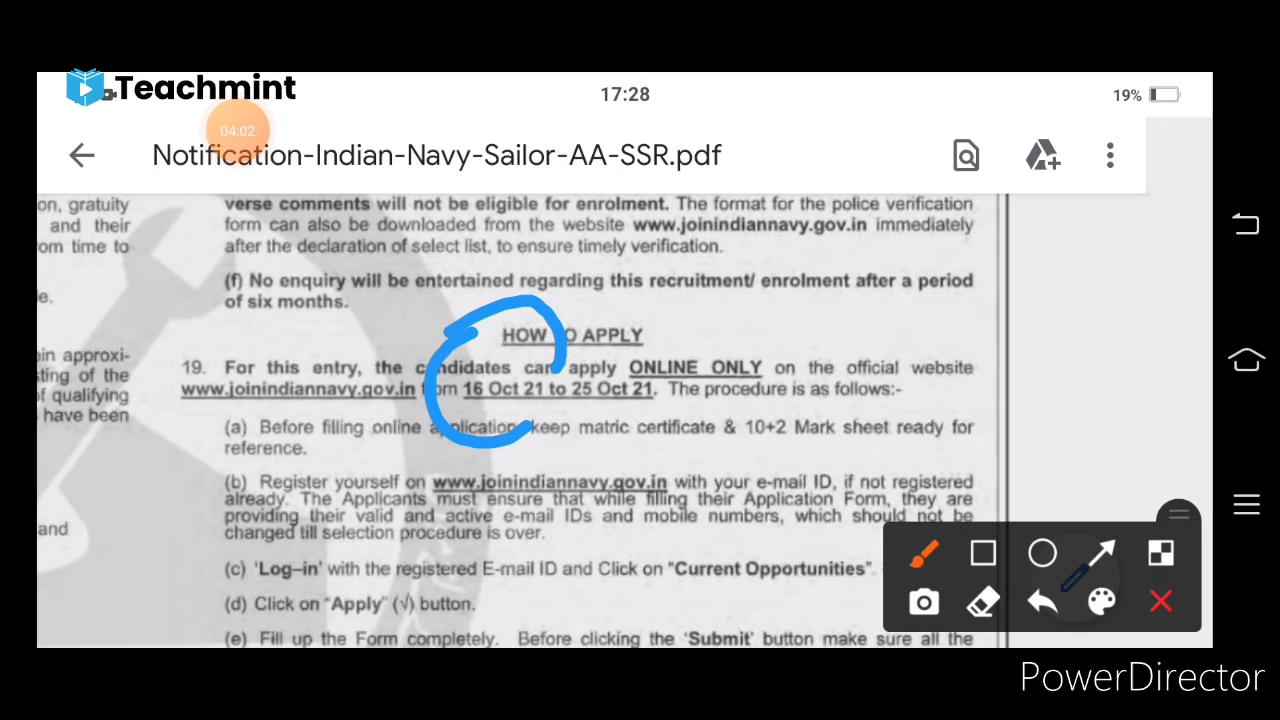 Teachmint
17:28
19%
04:02
Notification-Indian-Navy-Sailor-AA-SSR.pdf
on, gratuity
and their
om time to
e.
ein approxi-
sting of the
of qualifying
have been
and
verse comments will not be eligible for enrolment. The format for the police verification
form can also be downloaded from the website www.joinindiannavy.gov.in immediately
after the declaration of select list, to ensure timely verification.
(f) No enquiry will be entertained regarding this recruitment/ enrolment after a period
of six months.
HOW TO APPLY
19. For this entry, the candidates can apply ONLINE ONLY on the official website
www.joinindiannavy.gov.in from 16 Oct 21 to 25 Oct 21. The procedure is as follows:-
(a) Before filling online application keep matric certificate & 10+2 Mark sheet ready for
reference.
(b) Register yourself on www.joinindiannavy.gov.in with your e-mail ID, if not registered
already. The Applicants must ensure that while filling their Application Form, they are
providing their valid and active e-mail IDs and mobile numbers, which should not be
changed till selection procedure is over.
(c) 'Log–in' with the registered E-mail ID and Click on "Current Opportunities".
(d) Click on "Apply" (√) button.
(e) Fill up the Form completely. Before clicking the 'Submit' button make sure all the
PowerDirector